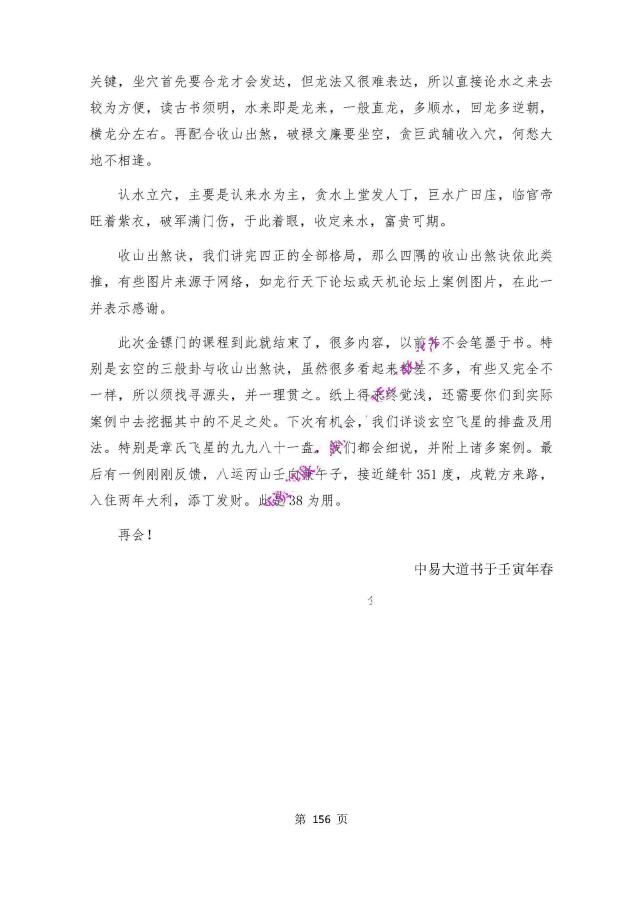 关键，坐穴首先要合龙才会发达，但龙法又很难表达，所以直接论水之来去
较为方便，读古书须明，水来即是龙来，一般直龙，多顺水，回龙多逆朝，
横龙分左右。再配合收山出煞，破禄文廉要坐空，贪巨武辅收入穴，何愁大
地不相逢。
认水立穴，主要是认来水为主，贪水上堂发人丁，巨水广田庄，临官帝
旺着紫衣，破军满门伤，于此着眼，收定来水，富贵可期。
收山出煞诀，我们讲完四正的全部格局，那么四隅的收山出煞诀依此类
推，有些图片来源于网络，如龙行天下论坛或天机论坛上案例图片，在此一
并表示感谢。
此次金镖门的课程到此就结束了，很多内容，以前并不会笔墨于书。特
别是玄空的三般卦与收山出煞诀，虽然很多看起来相差不多，有些又完全不
一样，所以须找寻源头，并一理贯之。纸上得来终觉浅，还需要你们到实际
案例中去挖掘其中的不足之处。下次有机会，我们详谈玄空飞星的排盘及用
法。特别是章氏飞星的九九八十一盘，我们都会细说，并附上诸多案例。最
后有一例刚刚反馈，八运丙山壬向兼午子，接近缝针 351 度，戌乾方来路，
入住两年大利，添丁发财。此是 38 为朋。
再会！
中易大道书于壬寅年春
第 156 页